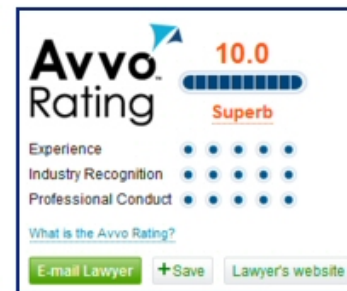 Avvo
Rating
10.0
Superb
Experience
Industry Recognition
Professional Conduct
What is the Avvo Rating?
E-mail Lawyer
+Save
Lawyer's website